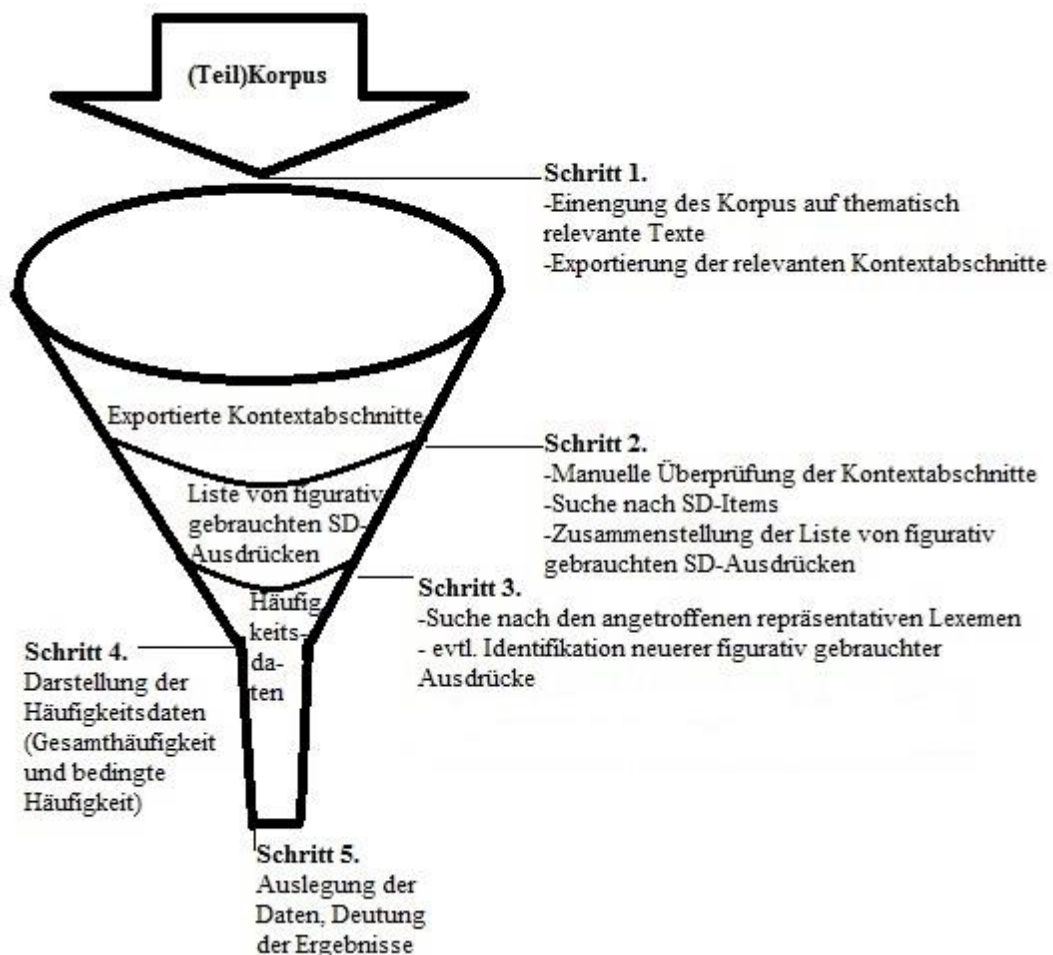 (Teil)Korpus
Schritt 1.
-Einengung des Korpus auf thematisch
relevante Texte
-Exportierung der relevanten Kontextabschnitte
Exportierte Kontextabschnitte
Schritt 2.
-Manuelle Überprüfung der Kontextabschnitte
-Suche nach SD-Items
-Zusammenstellung der Liste von figurativ
gebrauchten SD-Ausdrücken
Liste von figurativ
gebrauchten SD-
Ausdrücken
Schritt 3.
-Suche nach den angetroffenen repräsentativen Lexemen
- evtl. Identifikation neuerer figurativ gebrauchter
Ausdrücke
Häufig
keits-
da-
ten
Schritt 4.
Darstellung der
Häufigkeitsdaten
(Gesamthäufigkeit
und bedingte
Häufigkeit)
Schritt 5.
Auslegung der
Daten, Deutung
der Ergebnisse